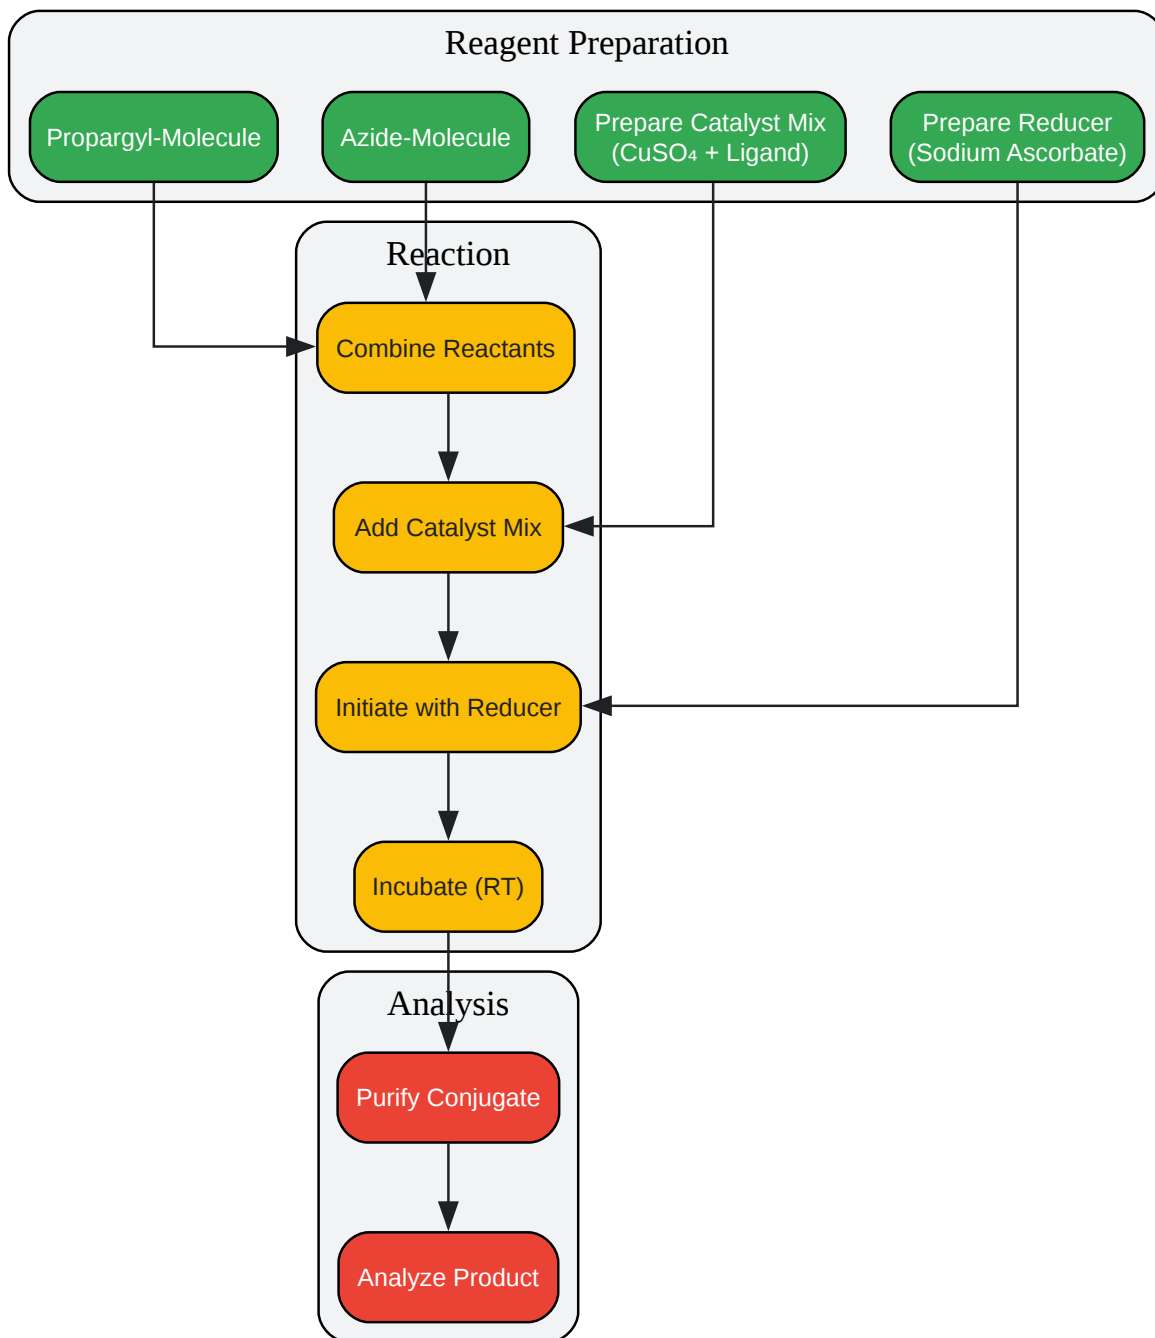 Reagent Preparation
Propargyl-Molecule
Azide-Molecule
Prepare Catalyst Mix
(CuSO₄ + Ligand)
Prepare Reducer
(Sodium Ascorbate)
Reaction
Combine Reactants
Add Catalyst Mix
Initiate with Reducer
Incubate (RT)
Analysis
Purify Conjugate
Analyze Product